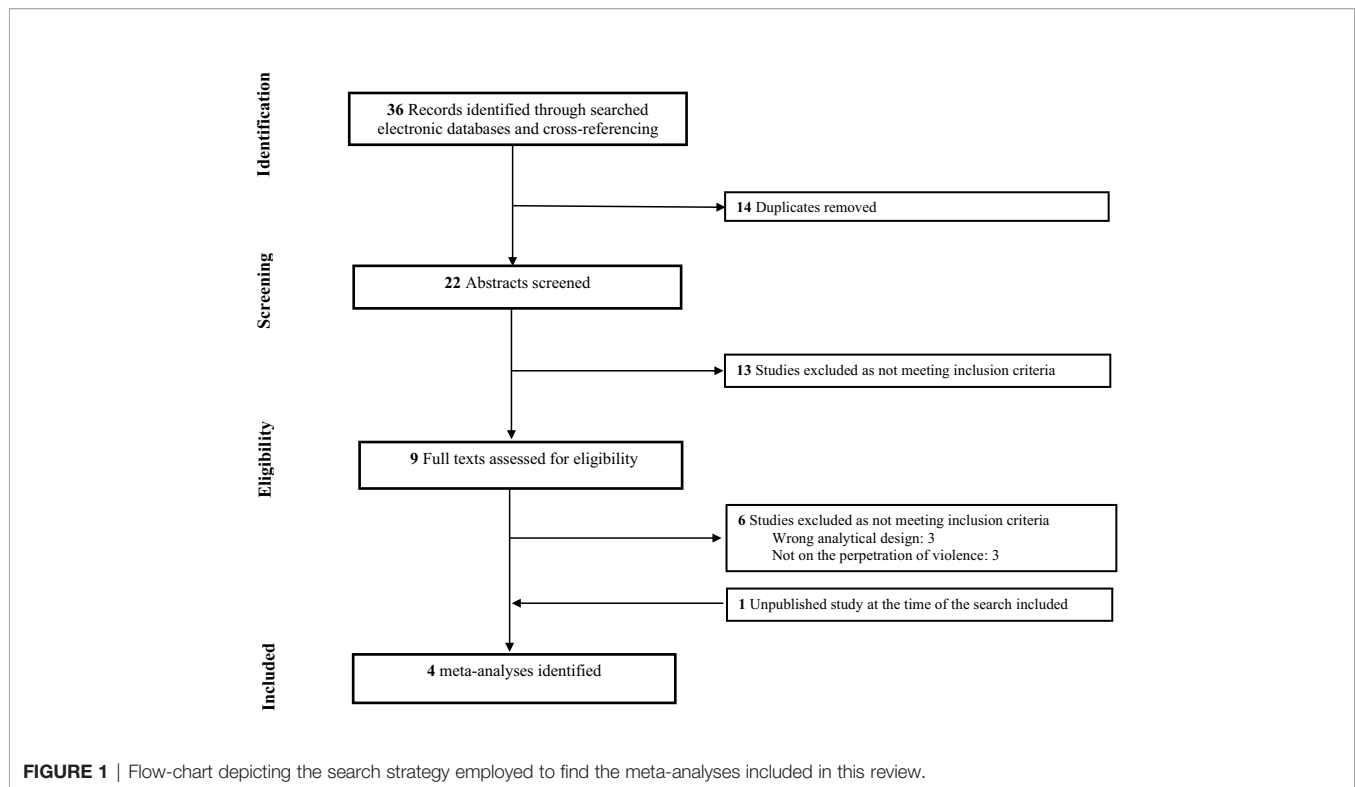 Identification
36 Records identified through searched
electronic databases and cross-referencing
14 Duplicates removed
Screening
22 Abstracts screened
13 Studies excluded as not meeting inclusion criteria
Eligibility
9 Full texts assessed for eligibility
6 Studies excluded as not meeting inclusion criteria
Wrong analytical design: 3
Not on the perpetration of violence: 3
1 Unpublished study at the time of the search included
Included
4 meta-analyses identified
FIGURE 1 | Flow-chart depicting the search strategy employed to find the meta-analyses included in this review.